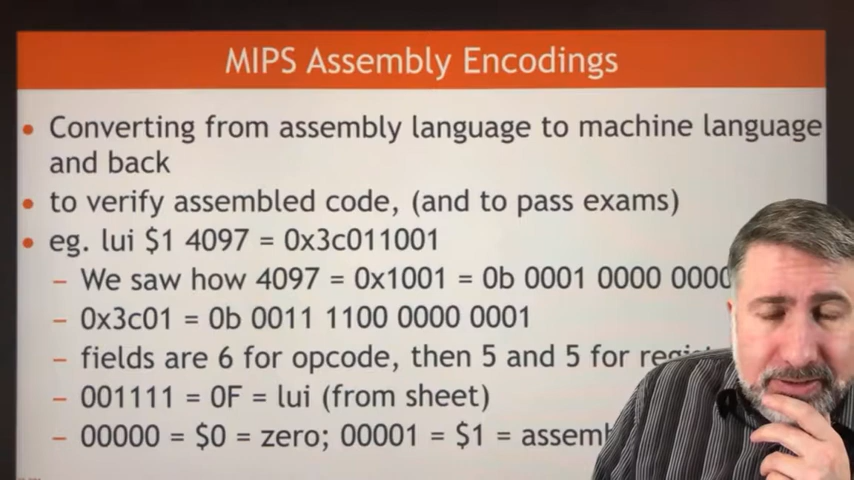 MIPS Assembly Encodings
• Converting from assembly language to machine language
and back
• to verify assembled code, (and to pass exams)
• eg. lui $1 4097 = 0x3c011001
– We saw how 4097 = 0x1001 = 0b 0001 0000 0000
– 0x3c01 = 0b 0011 1100 0000 0001
– fields are 6 for opcode, then 5 and 5 for
– 001111 = 0F = lui (from sheet)
– 00000 = $0 = zero; 00001 = $1 =